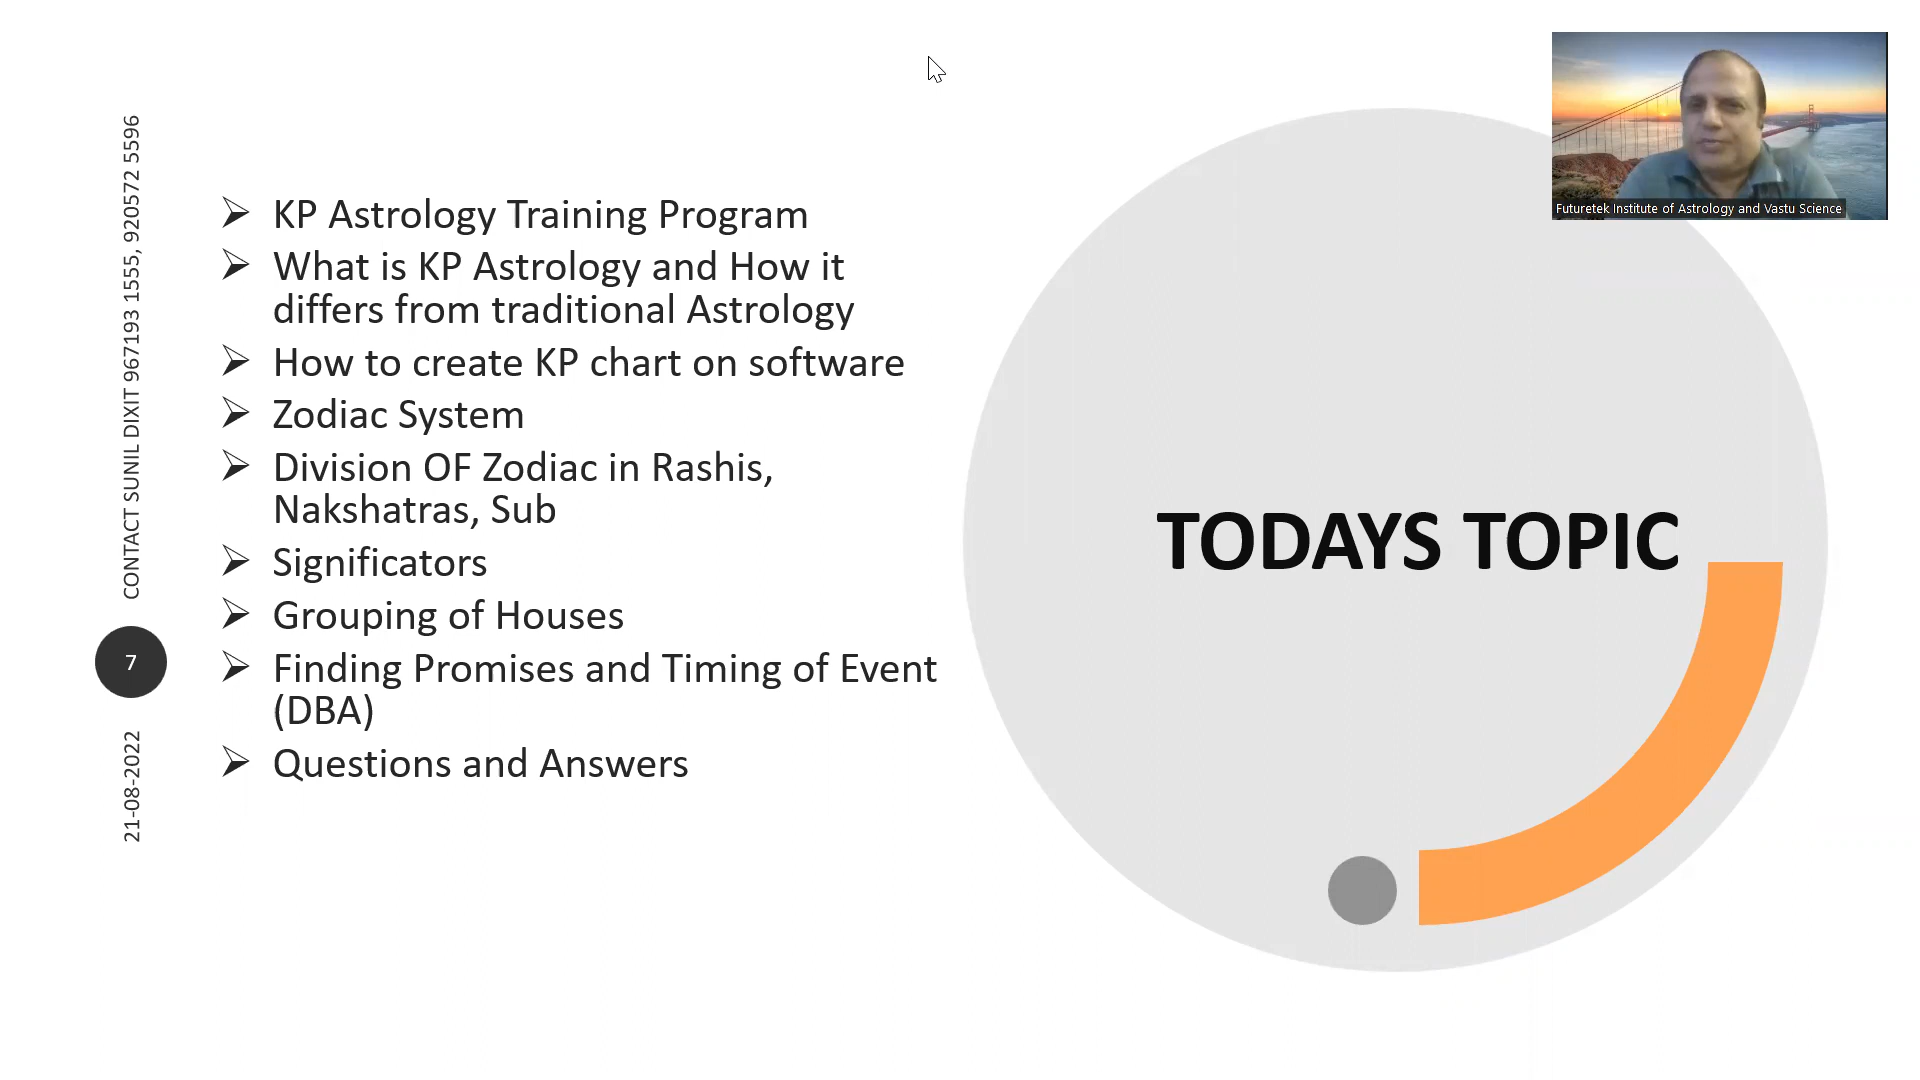 CONTACT SUNIL DIXIT 967193 1555, 920572 5596
7
21-08-2022
KP Astrology Training Program
What is KP Astrology and How it
differs from traditional Astrology
How to create KP chart on software
Zodiac System
Division OF Zodiac in Rashis,
Nakshatras, Sub
Significators
Grouping of Houses
Finding Promises and Timing of Event
(DBA)
Questions and Answers
TODAYS TOPIC
Futuretek Institute of Astrology and Vastu Science